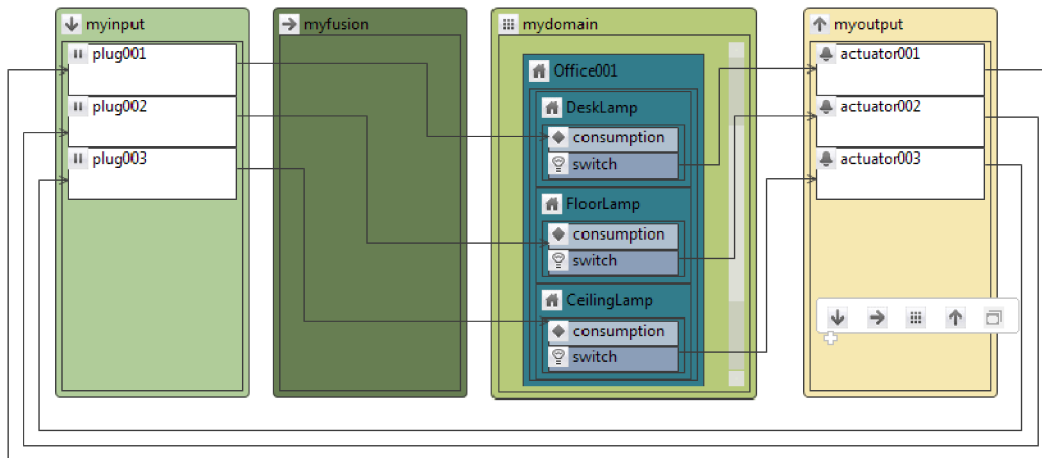 myinput
plug001
plug002
plug003
myfusion
mydomain
Office001
DeskLamp
consumption
switch
FloorLamp
consumption
switch
CeilingLamp
consumption
switch
myoutput
actuator001
actuator002
actuator003